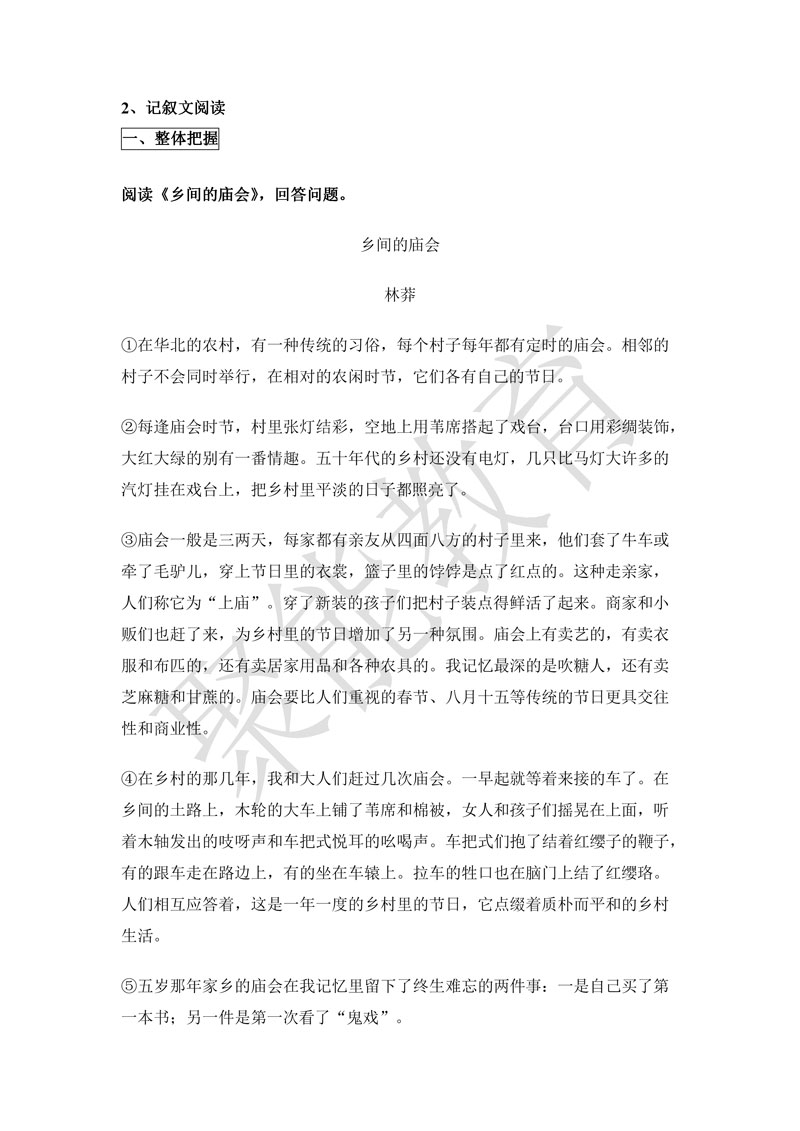 2、记叙文阅读
一、整体把握
阅读《乡间的庙会》，回答问题。
乡间的庙会
林莽
①在华北的农村，有一种传统的习俗，每个村子每年都有定时的庙会。相邻的
村子不会同时举行，在相对的农闲时节，它们各有自己的节日。
②每逢庙会时节，村里张灯结彩，空地上用苇席搭起了戏台，台口用彩绸装饰，
大红大绿的别有一番情趣。五十年代的乡村还没有电灯，几只比马灯大许多的
汽灯挂在戏台上，把乡村里平淡的日子都照亮了。
③庙会一般是三两天，每家都有亲友从四面八方的村子里来，他们套了牛车或
牵了毛驴儿，穿上节日里的衣裳，篮子里的饽饽是点了红点的。这种走亲家，
人们称它为“上庙”。穿了新装的孩子们把村子装点得鲜活了起来。商家和小
贩们也赶了来，为乡村里的节日增加了另一种氛围。庙会上有卖艺的，有卖衣
服和布匹的，还有卖居家用品和各种农具的。我记忆最深的是吹糖人，还有卖
芝麻糖和甘蔗的。庙会要比人们重视的春节、八月十五等传统的节日更具交往
性和商业性。
④在乡村的那几年，我和大人们赶过几次庙会。一早起就等着来接的车了。在
乡间的土路上，木轮的大车上铺了苇席和棉被，女人和孩子们摇晃在上面，听
着木轴发出的吱呀声和车把式悦耳的吆喝声。车把式们抱了结着红缨子的鞭子，
有的跟车走在路边上，有的坐在车辕上。拉车的牲口也在脑门上结了红缨珞。
人们相互应答着，这是一年一度的乡村里的节日，它点缀着质朴而平和的乡村
生活。
⑤五岁那年家乡的庙会在我记忆里留下了终生难忘的两件事：一是自己买了第
一本书；另一件是第一次看了“鬼戏”。
聚能教育